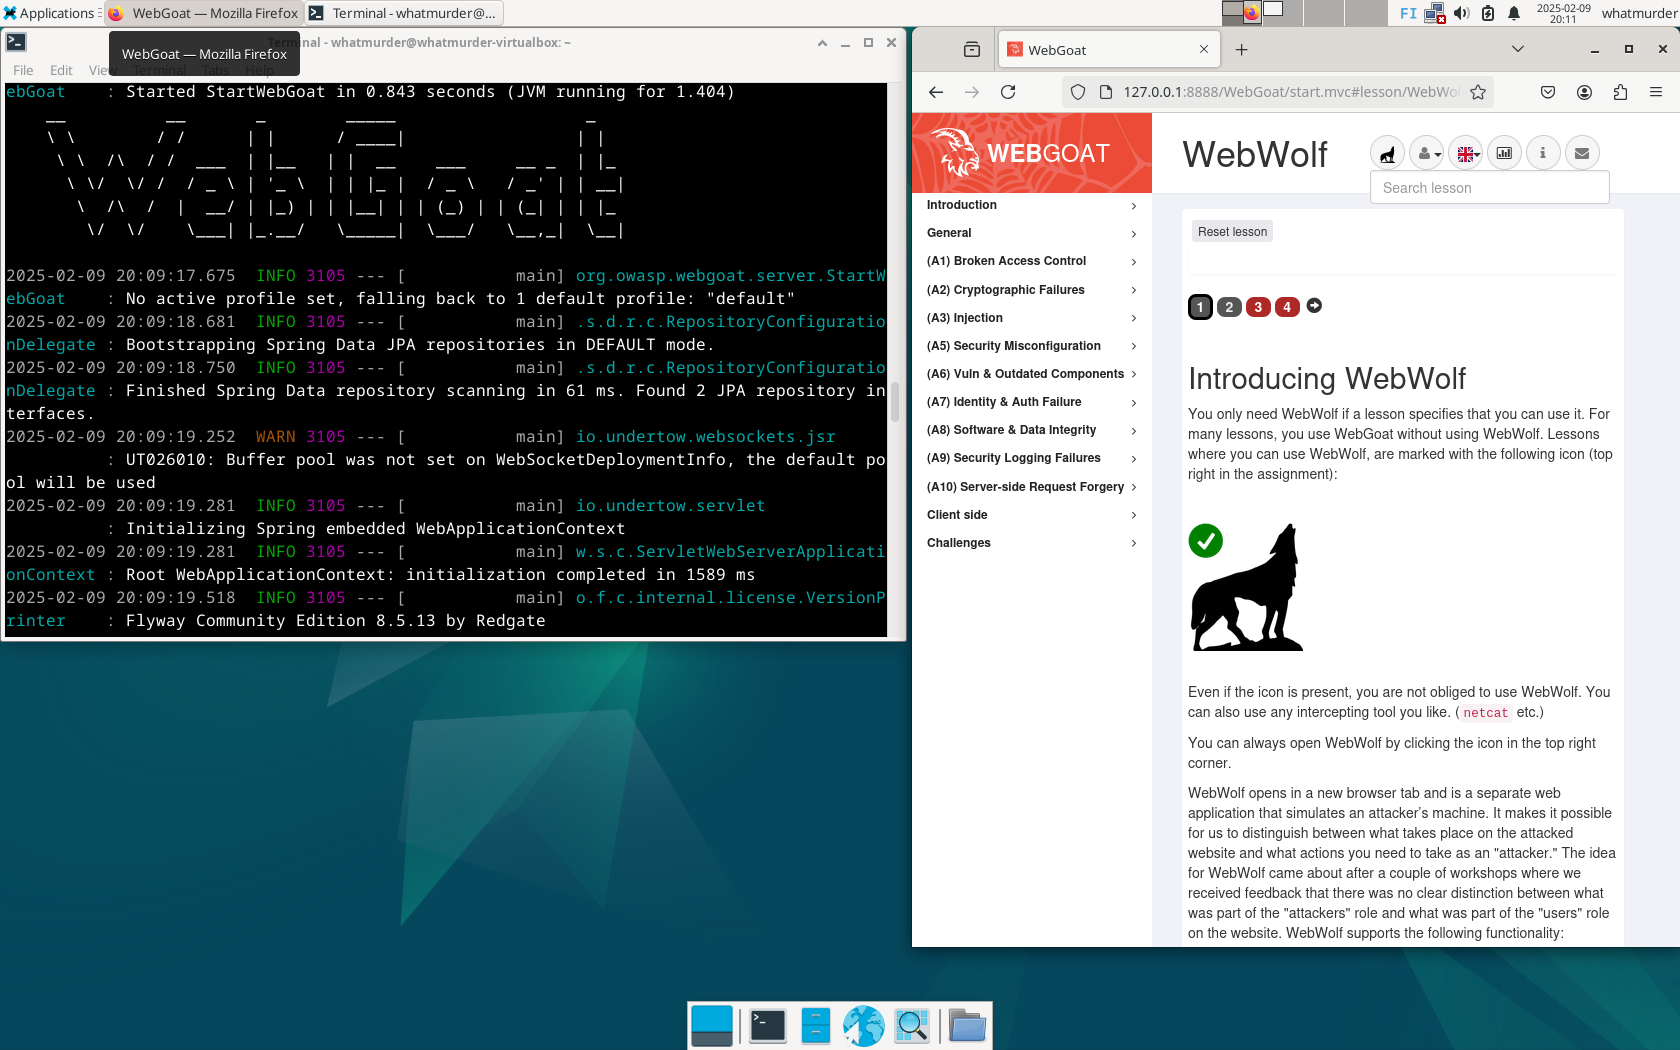 Applications
WebGoat — Mozilla Firefox
Terminal - whatmurder@...
FI
2025-02-09
20:11
whatmurder
Terminal - whatmurder@whatmurder-virtualbox: ~
WebGoat — Mozilla Firefox
File Edit View Terminal Tabs Help
ebGoat : Started StartWebGoat in 0.843 seconds (JVM running for 1.404)
WebGoat
2025-02-09 20:09:17.675 INFO 3105 --- [ main] org.owasp.webgoat.server.StartW
ebGoat : No active profile set, falling back to 1 default profile: "default"
2025-02-09 20:09:18.681 INFO 3105 --- [ main] .s.d.r.c.RepositoryConfiguratio
nDelegate : Bootstrapping Spring Data JPA repositories in DEFAULT mode.
2025-02-09 20:09:18.750 INFO 3105 --- [ main] .s.d.r.c.RepositoryConfiguratio
nDelegate : Finished Spring Data repository scanning in 61 ms. Found 2 JPA repository in
terfaces.
2025-02-09 20:09:19.252 WARN 3105 --- [ main] io.undertow.websockets.jsr
: UT026010: Buffer pool was not set on WebSocketDeploymentInfo, the default po
ol will be used
2025-02-09 20:09:19.281 INFO 3105 --- [ main] io.undertow.servlet
: Initializing Spring embedded WebApplicationContext
2025-02-09 20:09:19.281 INFO 3105 --- [ main] w.s.c.ServletWebServerApplicati
onContext : Root WebApplicationContext: initialization completed in 1589 ms
2025-02-09 20:09:19.518 INFO 3105 --- [ main] o.f.c.internal.license.VersionP
rinter : Flyway Community Edition 8.5.13 by Redgate
WebGoat
127.0.0.1:8888/WebGoat/start.mvc#lesson/WebWol
WEBGOAT
WebWolf
Search lesson
Introduction
General
(A1) Broken Access Control
(A2) Cryptographic Failures
(A3) Injection
(A5) Security Misconfiguration
(A6) Vuln & Outdated Components
(A7) Identity & Auth Failure
(A8) Software & Data Integrity
(A9) Security Logging Failures
(A10) Server-side Request Forgery
Client side
Challenges
Reset lesson
1 2 3 4
Introducing WebWolf
You only need WebWolf if a lesson specifies that you can use it. For
many lessons, you use WebGoat without using WebWolf. Lessons
where you can use WebWolf, are marked with the following icon (top
right in the assignment):
Even if the icon is present, you are not obliged to use WebWolf. You
can also use any intercepting tool you like. ( netcat etc.)
You can always open WebWolf by clicking the icon in the top right
corner.
WebWolf opens in a new browser tab and is a separate web
application that simulates an attacker's machine. It makes it possible
for us to distinguish between what takes place on the attacked
website and what actions you need to take as an "attacker." The idea
for WebWolf came about after a couple of workshops where we
received feedback that there was no clear distinction between what
was part of the "attackers" role and what was part of the "users" role
on the website. WebWolf supports the following functionality: